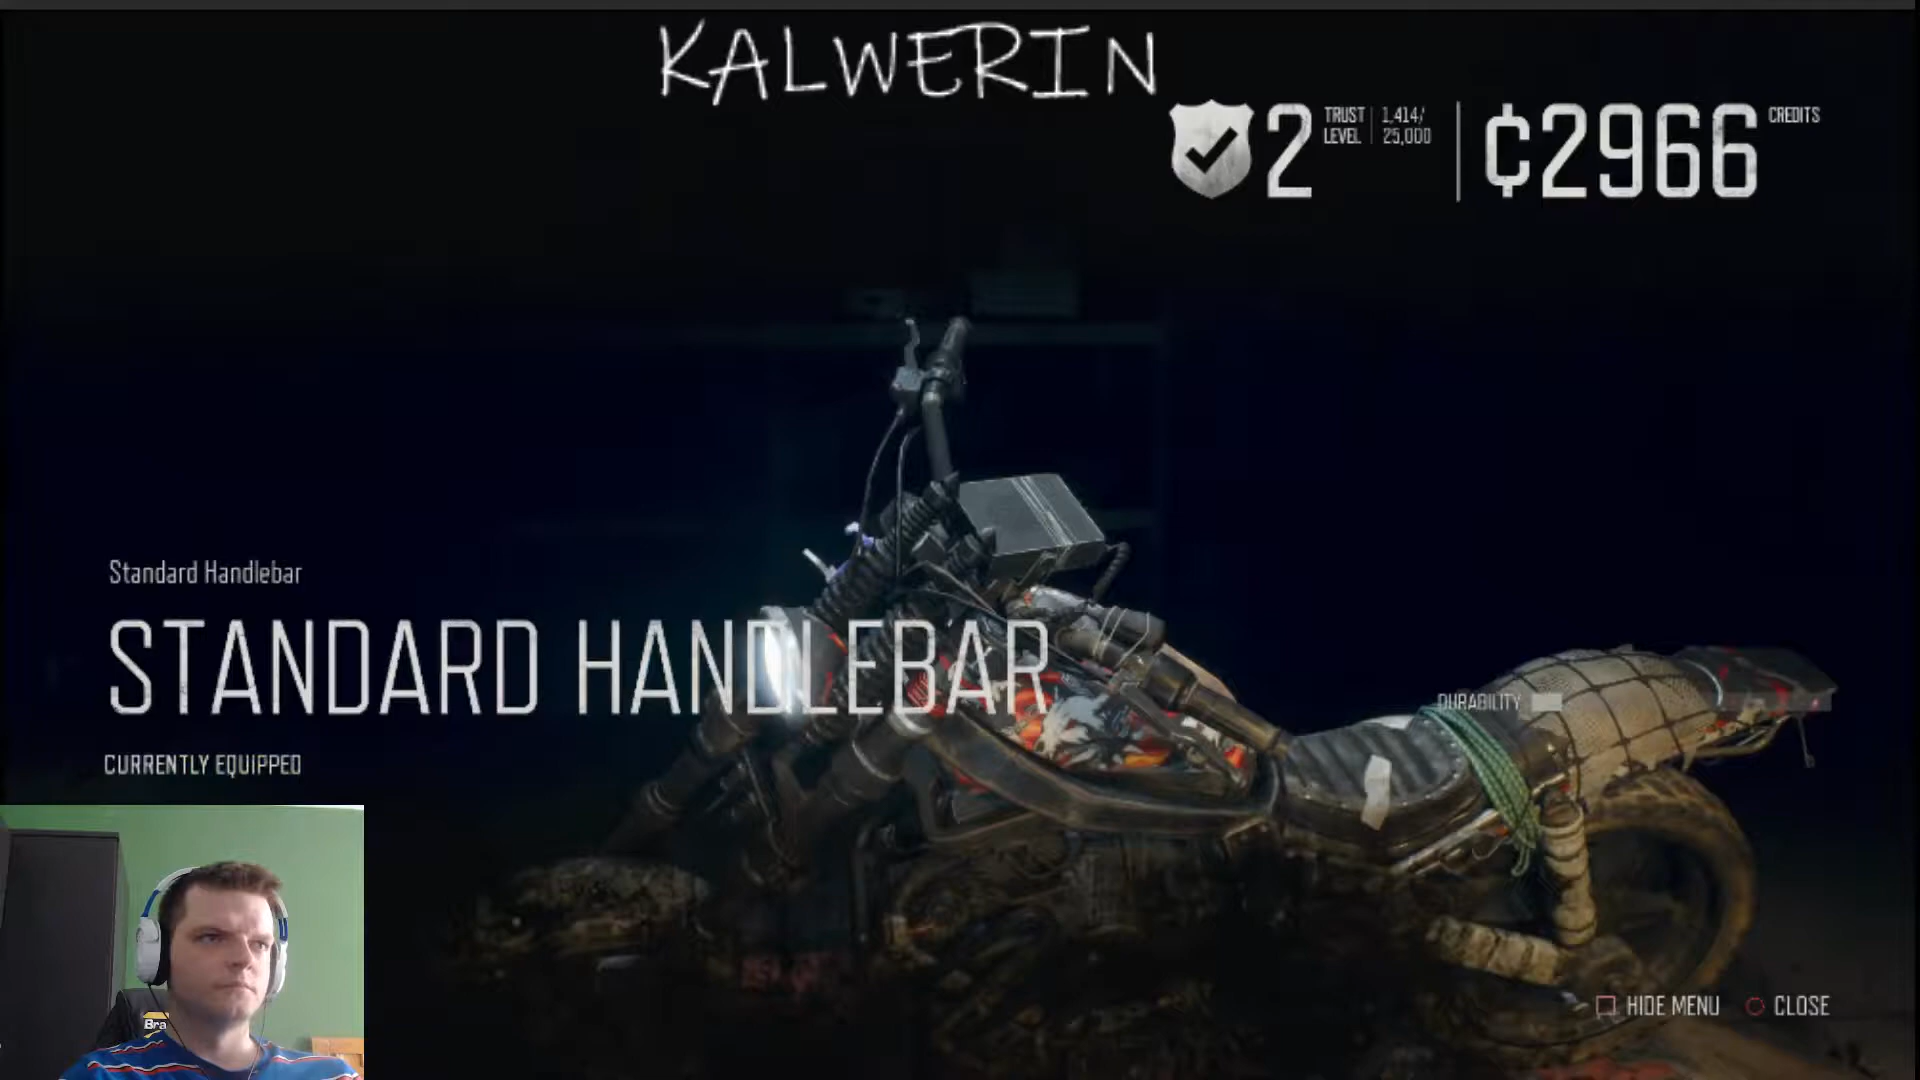 KALWERIN
2 TRUST LEVEL 1,414/ 25,000 ¢2966 CREDITS
Standard Handlebar
STANDARD HANDLEBAR
DURABILITY
CURRENTLY EQUIPPED
Bra
HIDE MENU CLOSE